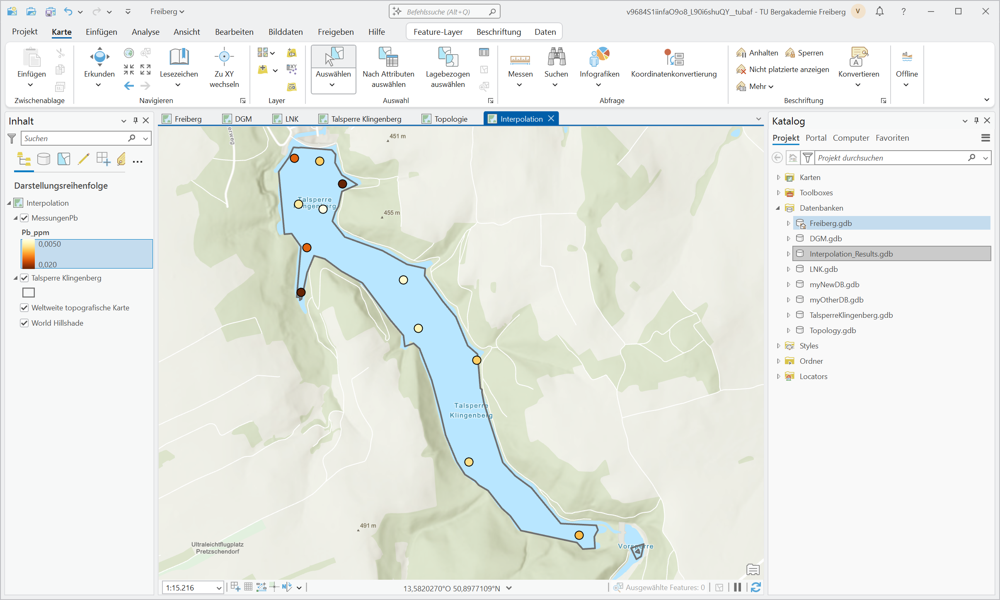 Freiberg
Befehlssuche (Alt+Q)
v9684S1iinfaO9o8_L90i6shuQY__tubaf - TU Bergakademie Freiberg
V
?
Projekt
Karte
Einfügen
Analyse
Ansicht
Bearbeiten
Bilddaten
Freigeben
Hilfe
Feature-Layer
Beschriftung
Daten
Einfügen
Zwischenablage
Erkunden
Lesezeichen
Zu XY
wechseln
Navigieren
XY
Layer
Auswählen
Nach Attributen
auswählen
Lagebezogen
auswählen
Auswahl
Messen
Suchen
Infografiken
Koordinatenkonvertierung
Abfrage
Anhalten
Sperren
Nicht platzierte anzeigen
Mehr
A
Konvertieren
Beschriftung
Offline
Inhalt
Suchen
Darstellungsreihenfolge
Interpolation
MessungenPb
Pb_ppm
0,0050
0,020
Talsperre Klingenberg
Weltweite topografische Karte
World Hillshade
Freiberg
DGM
LNK
Talsperre Klingenberg
Topologie
Interpolation
erweg
451 m
Talsperre
Klingenberg
455 m
Talsperre
Klingenberg
491 m
Ultraleichtflugplatz
Pretzschendorf
Vorsperre
1:15.216
N
13,5820270°O 50,8977109°N
Ausgewählte Features: 0
Katalog
Projekt
Portal
Computer
Favoriten
Projekt durchsuchen
Karten
Toolboxes
Datenbanken
Freiberg.gdb
DGM.gdb
Interpolation_Results.gdb
LNK.gdb
myNewDB.gdb
myOtherDB.gdb
TalsperreKlingenberg.gdb
Topology.gdb
Styles
Ordner
Locators